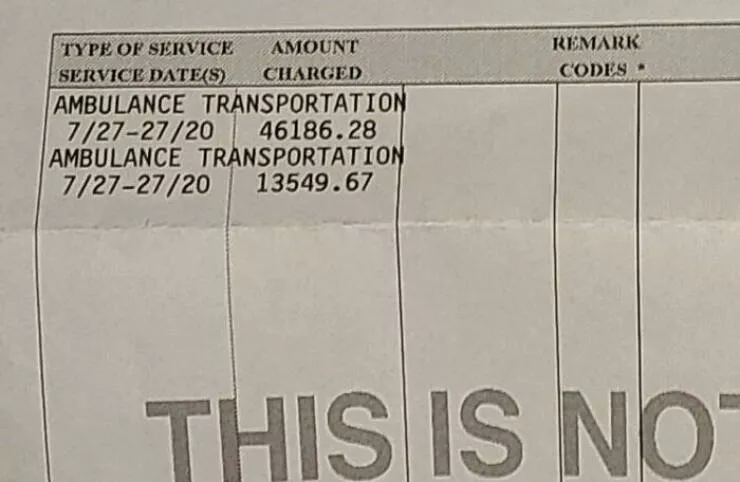 TYPE OF SERVICE AMOUNT REMARK
SERVICE DATE(S) CHARGED CODES *
AMBULANCE TRANSPORTATION
7/27-27/20 46186.28
AMBULANCE TRANSPORTATION
7/27-27/20 13549.67
THIS IS NOT